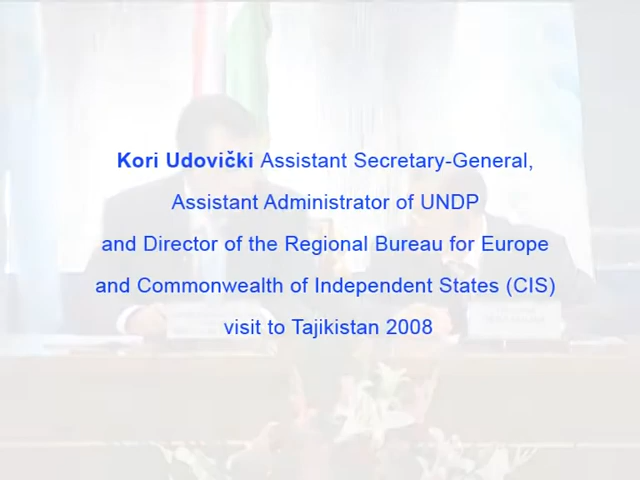 Kori Udovički Assistant Secretary-General,
Assistant Administrator of UNDP
and Director of the Regional Bureau for Europe
and Commonwealth of Independent States (CIS)
visit to Tajikistan 2008